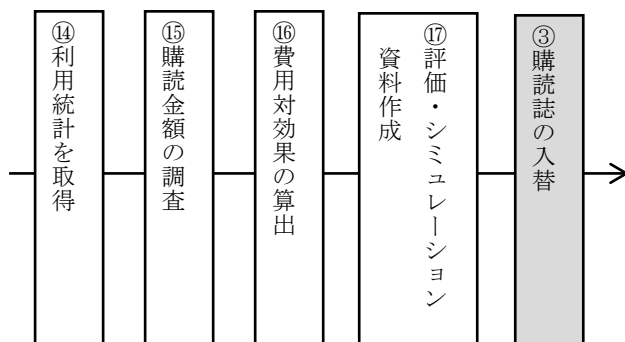 ⑭利用統計を取得
⑮購読金額の調査
⑯費用対効果の算出
⑰評価・シミュレーション
資料作成
③購読誌の入替